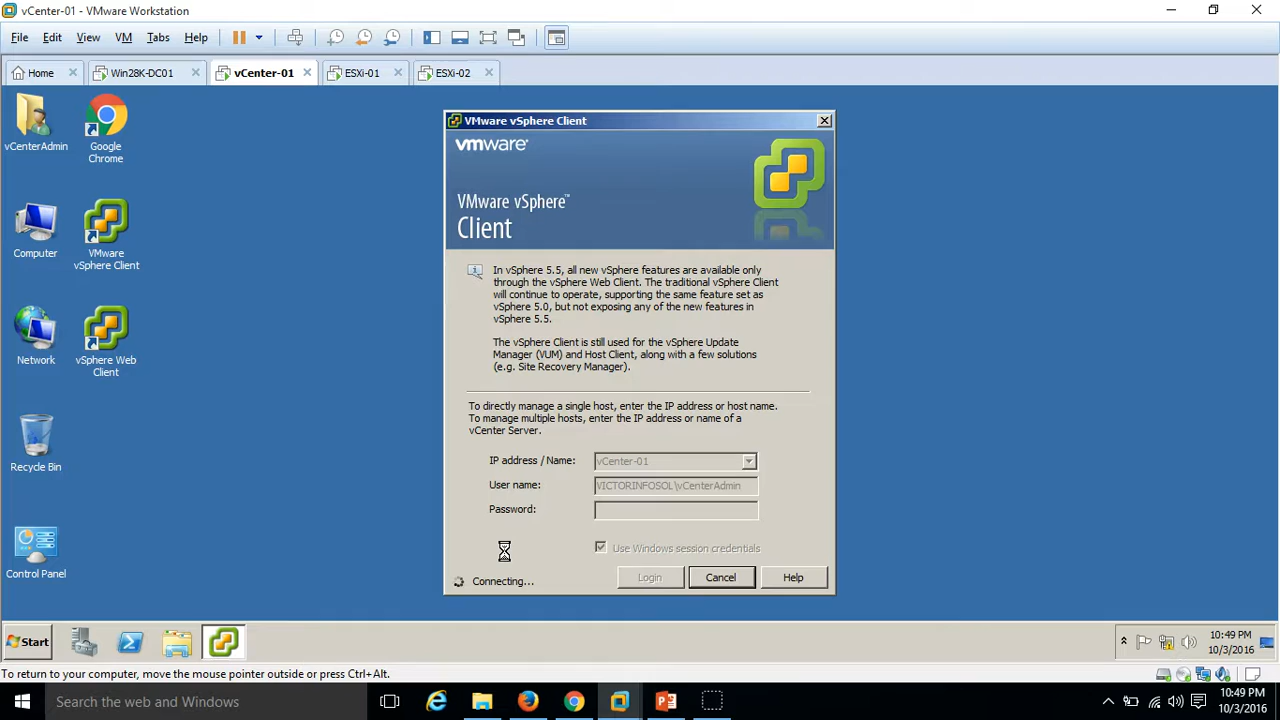 vCenter-01 - VMware Workstation
File Edit View VM Tabs Help
Home Win28K-DC01 vCenter-01 ESXi-01 ESXi-02
vCenterAdmin
Google
Chrome
Computer
VMware
vSphere Client
Network
vSphere Web
Client
Recycle Bin
Control Panel
VMware vSphere Client
vmware®
VMware vSphere™
Client
In vSphere 5.5, all new vSphere features are available only
through the vSphere Web Client. The traditional vSphere Client
will continue to operate, supporting the same feature set as
vSphere 5.0, but not exposing any of the new features in
vSphere 5.5.
The vSphere Client is still used for the vSphere Update
Manager (VUM) and Host Client, along with a few solutions
(e.g. Site Recovery Manager).
To directly manage a single host, enter the IP address or host name.
To manage multiple hosts, enter the IP address or name of a
vCenter Server.
IP address / Name: vCenter-01
User name: VICTORINFOSOL\vCenterAdmin
Password:
Use Windows session credentials
Connecting... Login Cancel Help
Start
10:49 PM
10/3/2016
To return to your computer, move the mouse pointer outside or press Ctrl+Alt.
Search the web and Windows
10:49 PM
10/3/2016